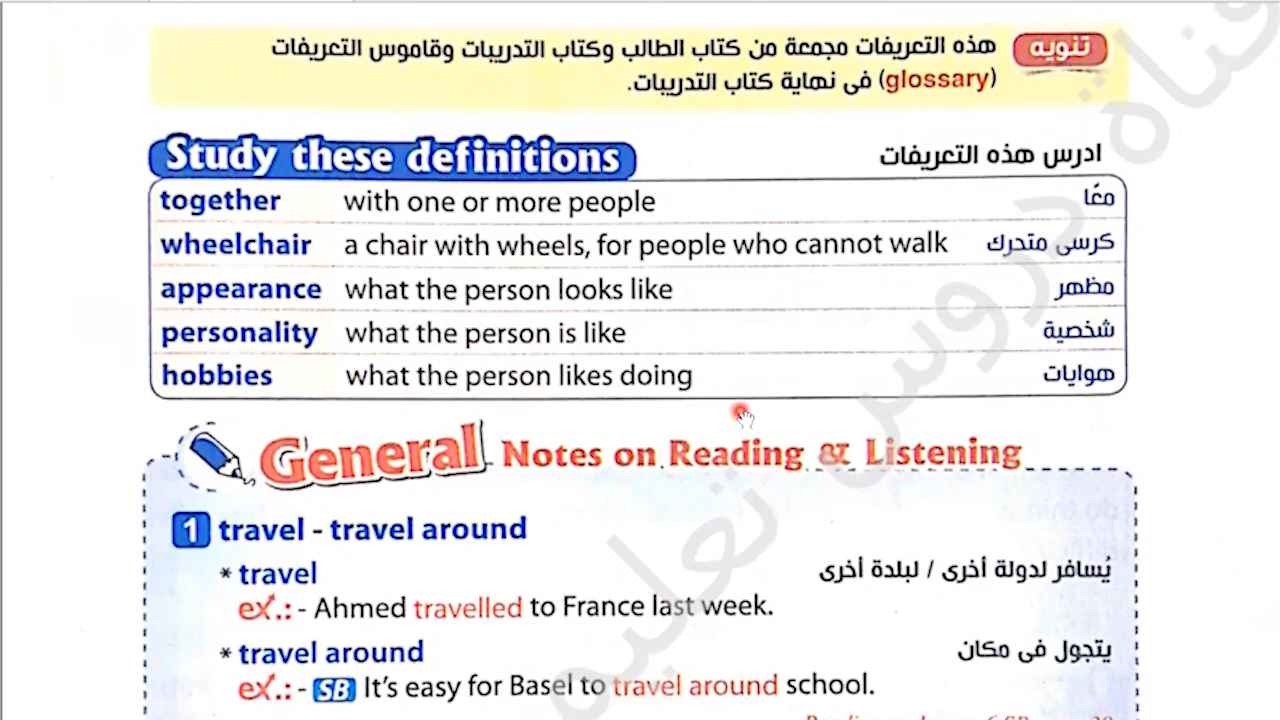 تنويه هذه التعريفات مجمعة من كتاب الطالب وكتاب التدريبات وقاموس التعريفات
(glossary) فى نهاية كتاب التدريبات.
Study these definitions ادرس هذه التعريفات
together with one or more people معًا
wheelchair a chair with wheels, for people who cannot walk كرسى متحرك
appearance what the person looks like مظهر
personality what the person is like شخصية
hobbies what the person likes doing هوايات
General Notes on Reading & Listening
1 travel - travel around
* travel يُسافر لدولة أخرى / لبلدة أخرى
ex.: - Ahmed travelled to France last week.
* travel around يتجول فى مكان
ex.: - SB It's easy for Basel to travel around school.
قناة دروس تعليم